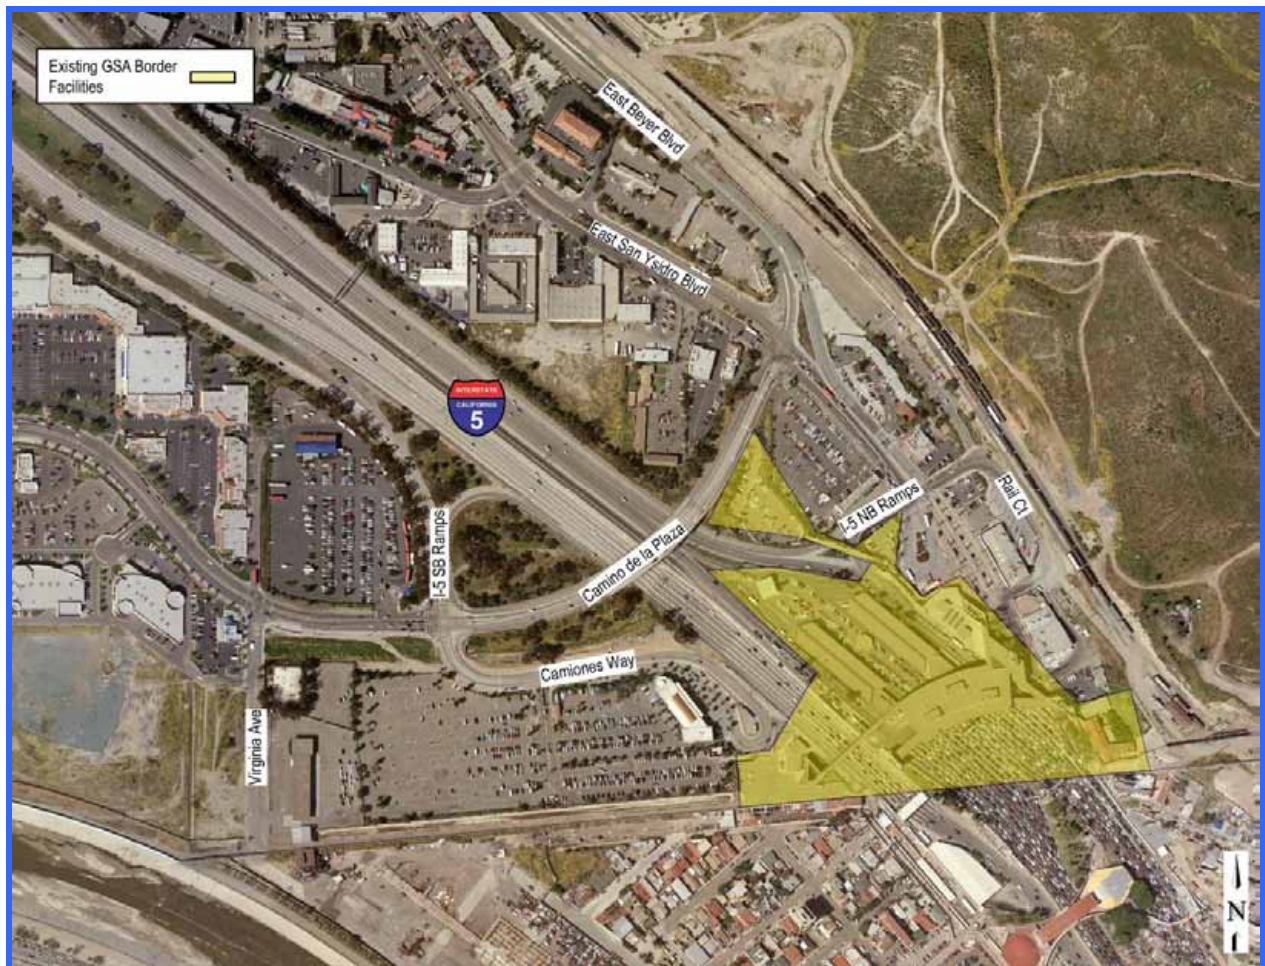 Existing GSA Border
Facilities
East Beyer Blvd
East San Ysidro Blvd
INTERSTATE
CALIFORNIA
5
I-5 NB Ramps
Rail Ct
I-5 SB Ramps
Camino de la Plaza
Camiones Way
Virginia Ave
N